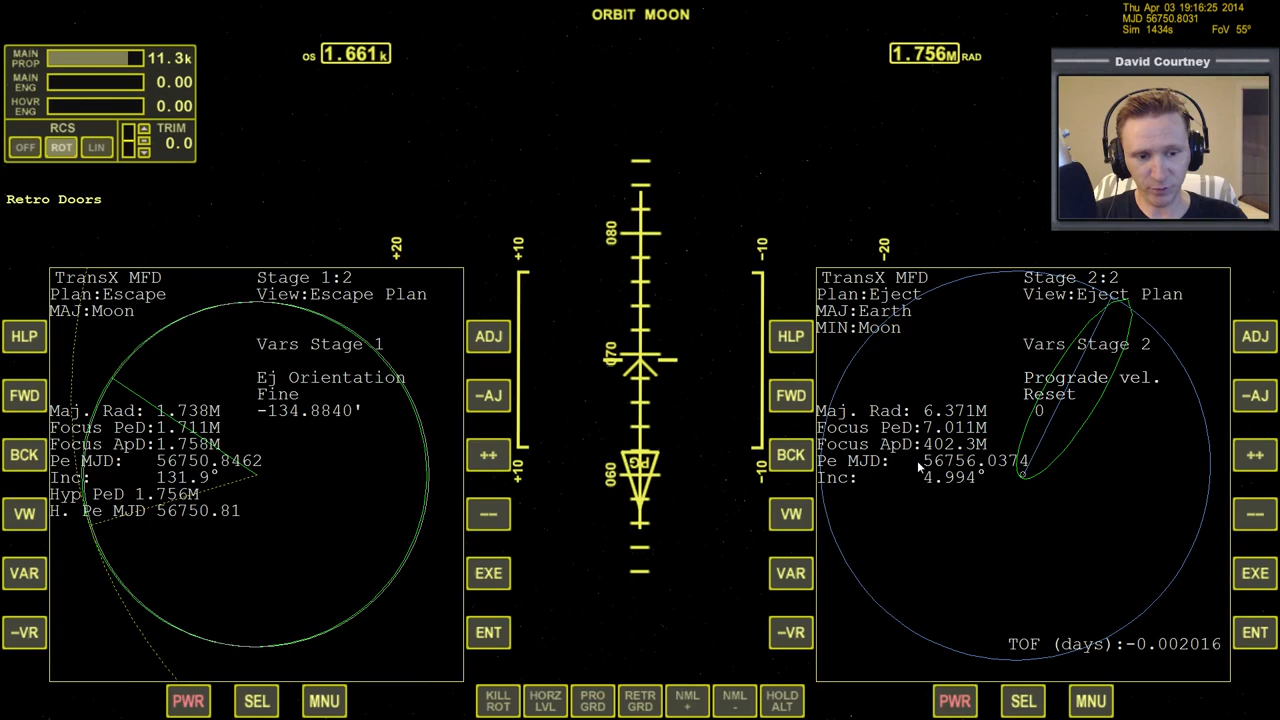 ORBIT MOON
Thu Apr 03 19:16:25 2014
MJD 56750.8031
Sim 1434s FoV 55°
MAIN PROP 11.3k
MAIN ENG 0.00
HOVR ENG 0.00
RCS TRIM
OFF ROT LIN 0.0
OS 1.661k
1.756M RAD
David Courtney
Retro Doors
+20 +10 -10 -20
080
070
060
+10 -10
PG
TransX MFD Stage 1:2
Plan:Escape View:Escape Plan
MAJ:Moon
Vars Stage 1
Ej Orientation
Fine
-134.8840'
Maj. Rad: 1.738M
Focus PeD:1.711M
Focus ApD:1.758M
Pe MJD: 56750.8462
Inc: 131.9°
Hyp PeD 1.756M
H. Pe MJD 56750.81
HLP
FWD
BCK
VW
VAR
-VR
ADJ
-AJ
++
--
EXE
ENT
PWR SEL MNU
TransX MFD Stage 2:2
Plan:Eject View:Eject Plan
MAJ:Earth
MIN:Moon
Vars Stage 2
Prograde vel.
Reset
0
Maj. Rad: 6.371M
Focus PeD:7.011M
Focus ApD:402.3M
Pe MJD: 56756.0374
Inc: 4.994°
TOF (days):-0.002016
HLP
FWD
BCK
VW
VAR
-VR
ADJ
-AJ
++
--
EXE
ENT
PWR SEL MNU
KILL ROT
HORZ LVL
PRO GRD
RETR GRD
NML +
NML -
HOLD ALT